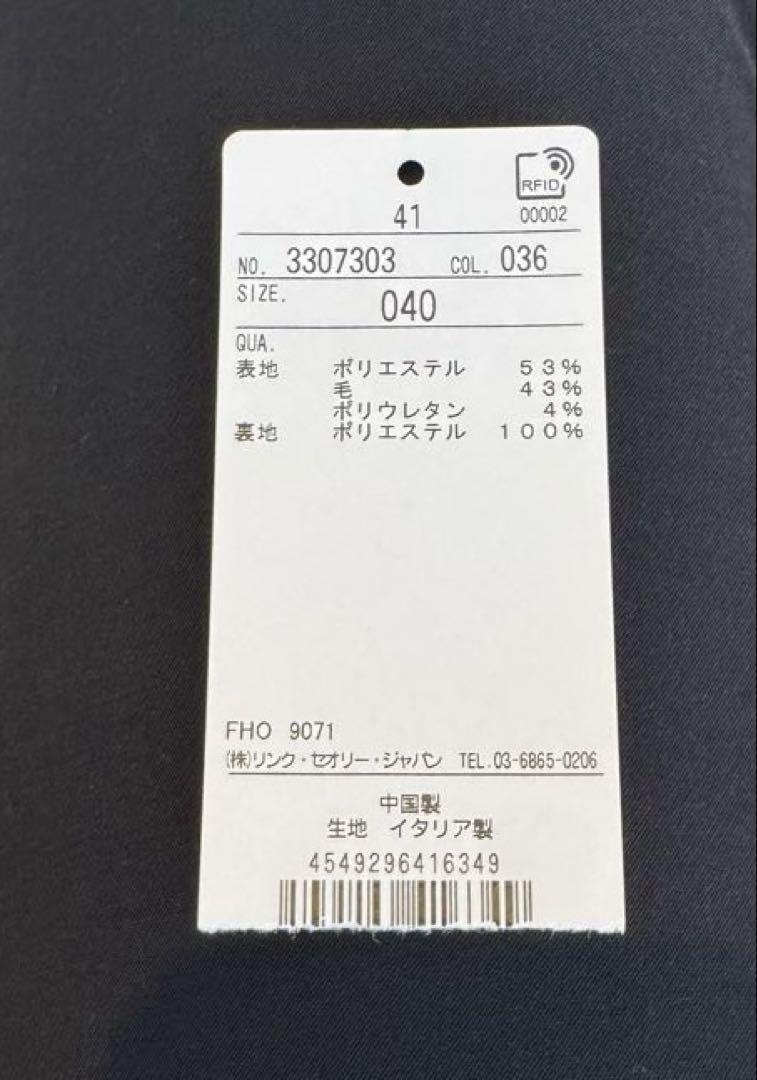 RFID
41 00002
NO. 3307303 COL. 036
SIZE. 040
QUA.
表地 ポリエステル 53%
毛 43%
ポリウレタン 4%
裏地 ポリエステル 100%
FHO 9071
(株)リンク・セオリー・ジャパン TEL.03-6865-0206
中国製
生地 イタリア製
4549296416349